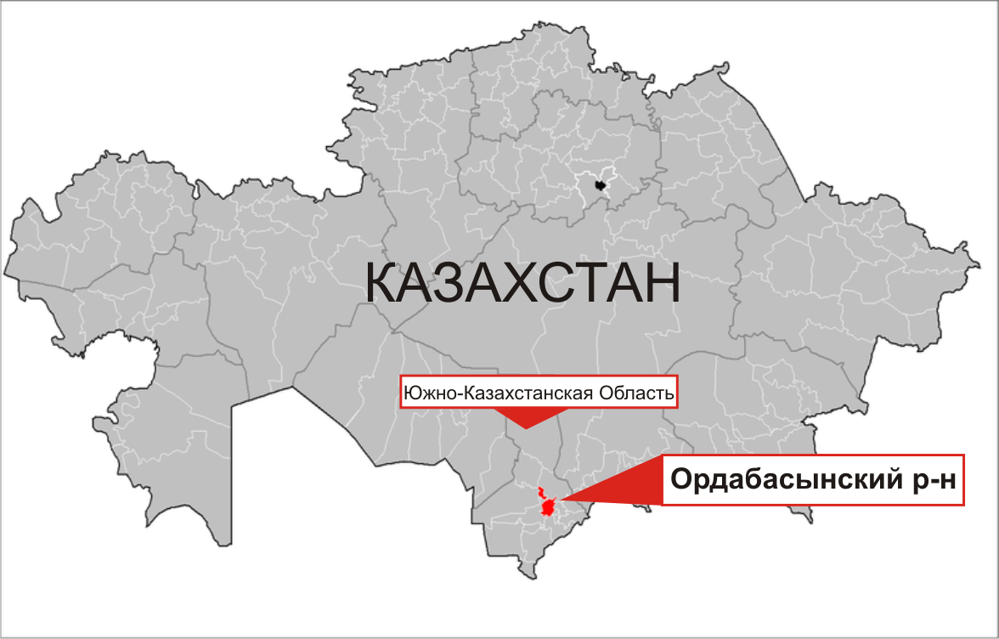 КАЗАХСТАН
Южно-Казахстанская Область
Ордабасынский р-н